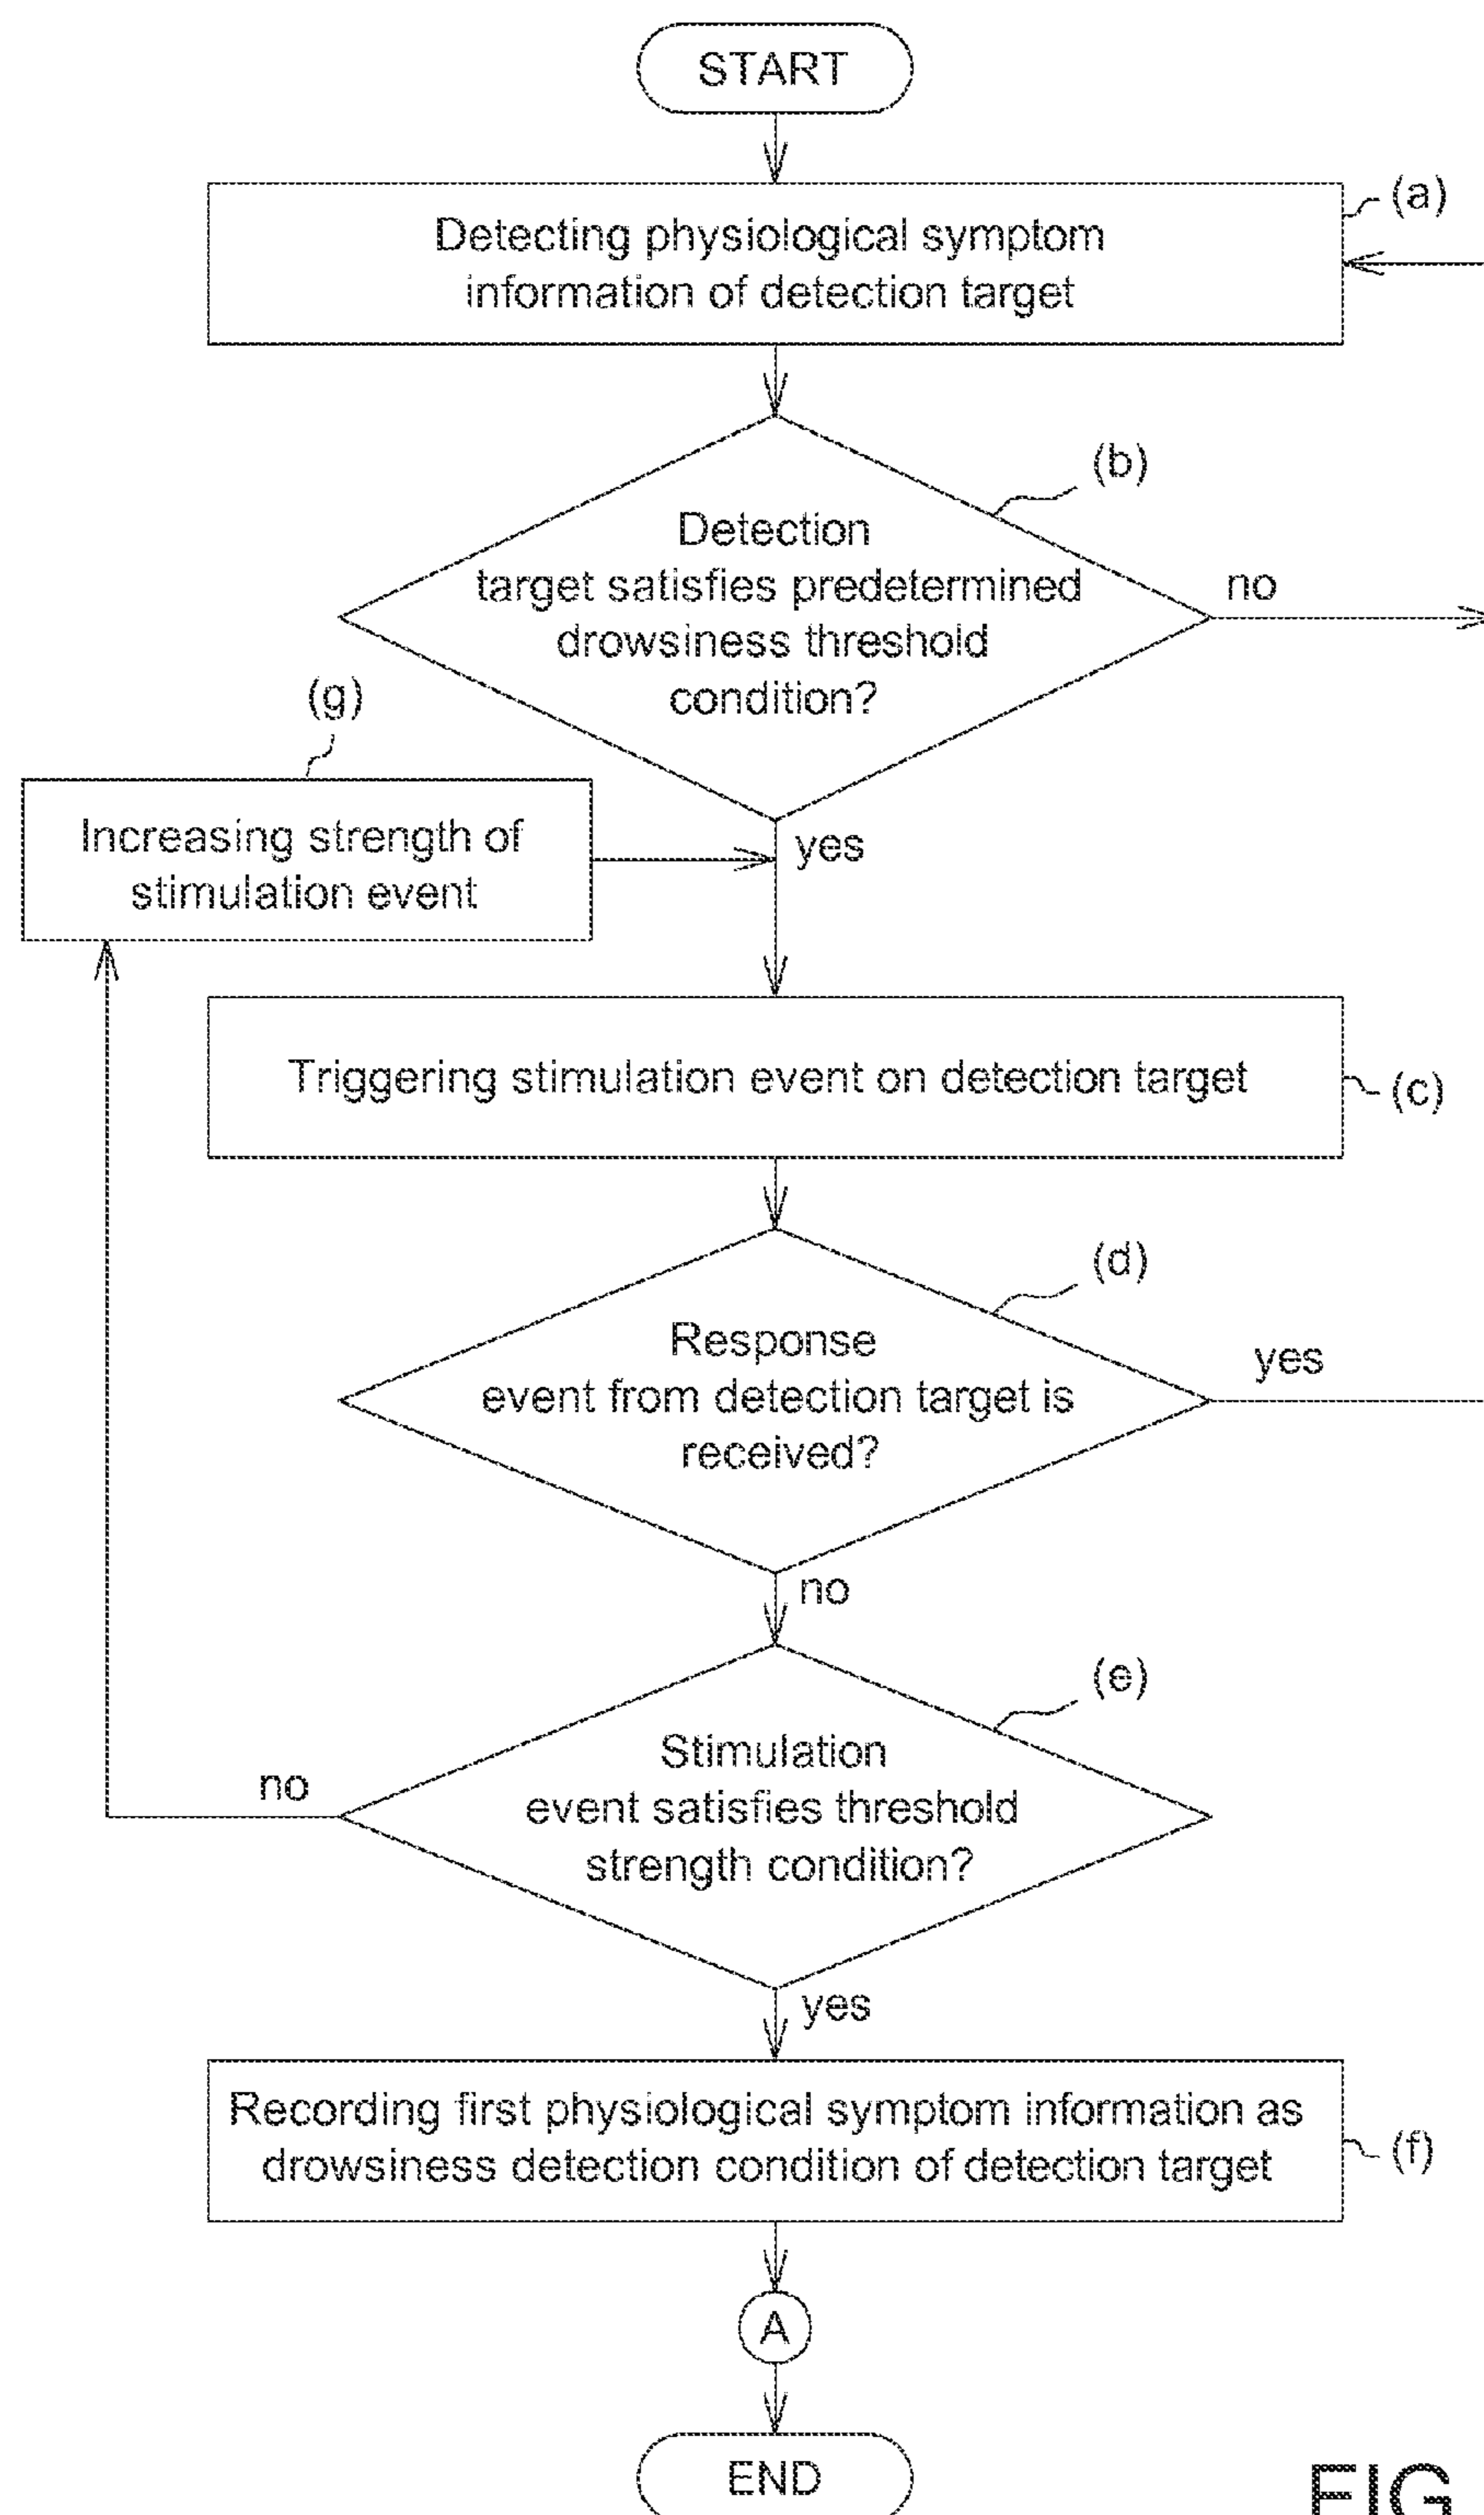 START
(a)
Detecting physiological symptom
information of detection target
(b)
Detection
target satisfies predetermined
drowsiness threshold
condition?
no
(g)
Increasing strength of
stimulation event
yes
Triggering stimulation event on detection target
(c)
(d)
Response
event from detection target is
received?
yes
no
(e)
Stimulation
event satisfies threshold
strength condition?
no
yes
Recording first physiological symptom information as
drowsiness detection condition of detection target
(f)
A
END
FIG